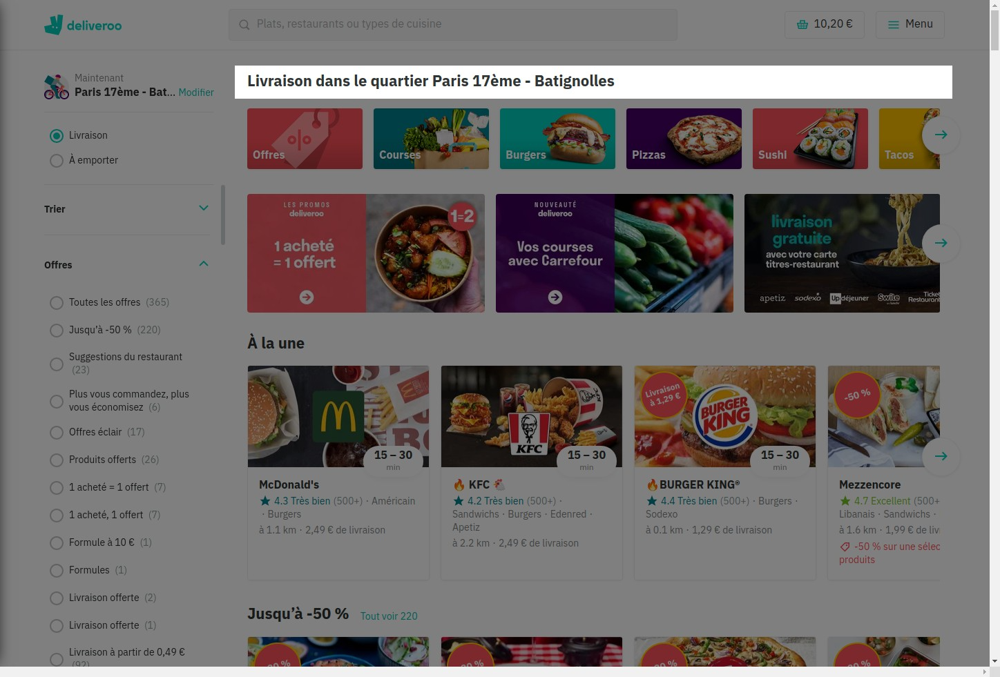 deliveroo
Plats, restaurants ou types de cuisine
10,20 €
Menu
Maintenant
Paris 17ème - Bat... Modifier
Livraison
À emporter
Trier
Offres
Toutes les offres (365)
Jusqu’à -50 % (220)
Suggestions du restaurant
(23)
Plus vous commandez, plus
vous économisez (6)
Offres éclair (17)
Produits offerts (26)
1 acheté = 1 offert (7)
1 acheté, 1 offert (7)
Formule à 10 € (1)
Formules (1)
Livraison offerte (2)
Livraison offerte (1)
Livraison à partir de 0,49 €
(92)
Livraison dans le quartier Paris 17ème - Batignolles
Offres
Courses
Burgers
Pizzas
Sushi
Tacos
LES PROMOS
deliveroo
1 acheté
= 1 offert
1=2
NOUVEAUTÉ
deliveroo
Vos courses
avec Carrefour
livraison
gratuite
avec votre carte
titres-restaurant
apetiz sodexo Up déjeuner Swile Ticket
Restaurant
À la une
15 – 30
min
McDonald's
4.3 Très bien (500+) · Américain
· Burgers
à 1.1 km · 2,49 € de livraison
KFC
15 – 30
min
🔥 KFC 🐔
4.2 Très bien (500+) ·
Sandwichs · Burgers · Edenred ·
Apetiz
à 2.2 km · 2,49 € de livraison
Livraison
à 1,29 €
BURGER
KING
15 – 30
min
🔥BURGER KING®
4.4 Très bien (500+) · Burgers ·
Sodexo
à 0.1 km · 1,29 € de livraison
-50 %
Mezzencore
4.7 Excellent (500+
Libanais · Sandwichs ·
à 1.6 km · 1,99 € de livr
-50 % sur une sélec
produits
Jusqu’à -50 % Tout voir 220